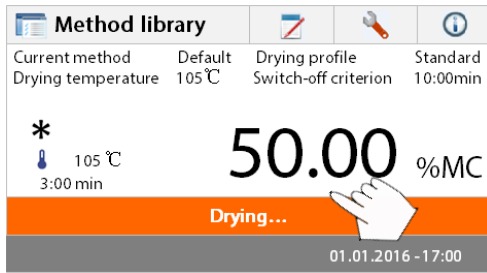 Method library
Current method Default Drying profile Standard
Drying temperature 105℃ Switch-off criterion 10:00min
*
105 ℃
3:00 min
50.00 %MC
Drying...
01.01.2016 -17:00